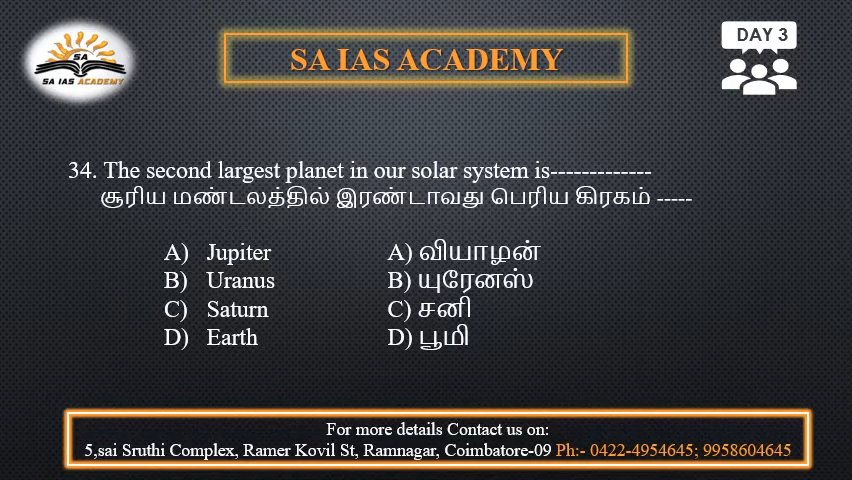 SA
SA IAS ACADEMY
SA IAS ACADEMY
DAY 3
34. The second largest planet in our solar system is-------------
சூரிய மண்டலத்தில் இரண்டாவது பெரிய கிரகம் -----
A) Jupiter A) வியாழன்
B) Uranus B) யுரேனஸ்
C) Saturn C) சனி
D) Earth D) பூமி
For more details Contact us on:
5,sai Sruthi Complex, Ramer Kovil St, Ramnagar, Coimbatore-09 Ph:- 0422-4954645; 9958604645